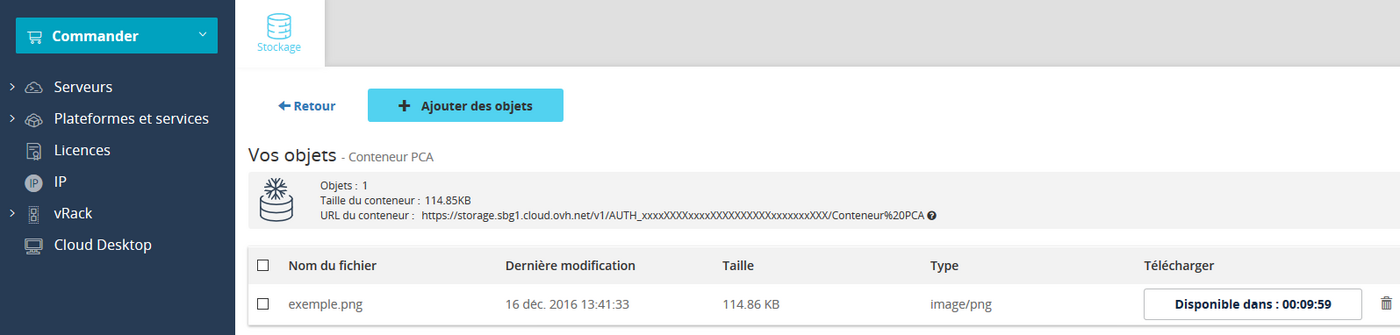 Commander
Serveurs
Plateformes et services
Licences
IP
IP
vRack
Cloud Desktop
Stockage
Retour
+ Ajouter des objets
Vos objets - Conteneur PCA
Objets : 1
Taille du conteneur : 114.85KB
URL du conteneur : https://storage.sbg1.cloud.ovh.net/v1/AUTH_xxxxXXXXxxxxXXXXXXXXXXxxxxxxxXXX/Conteneur%20PCA ?
Nom du fichier Dernière modification Taille Type Télécharger
exemple.png 16 déc. 2016 13:41:33 114.86 KB image/png Disponible dans : 00:09:59